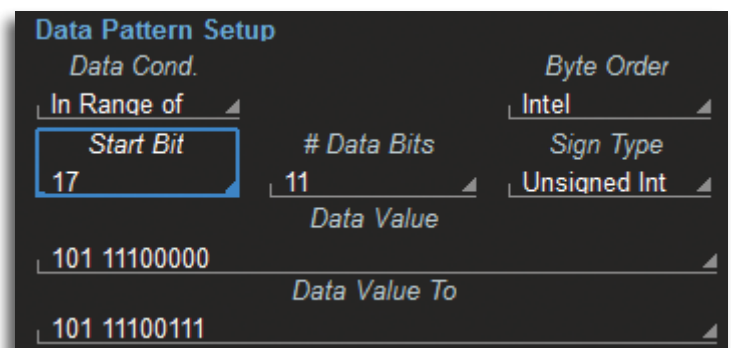 Data Pattern Setup
Data Cond. Byte Order
In Range of Intel
Start Bit # Data Bits Sign Type
17 11 Unsigned Int
Data Value
101 11100000
Data Value To
101 11100111